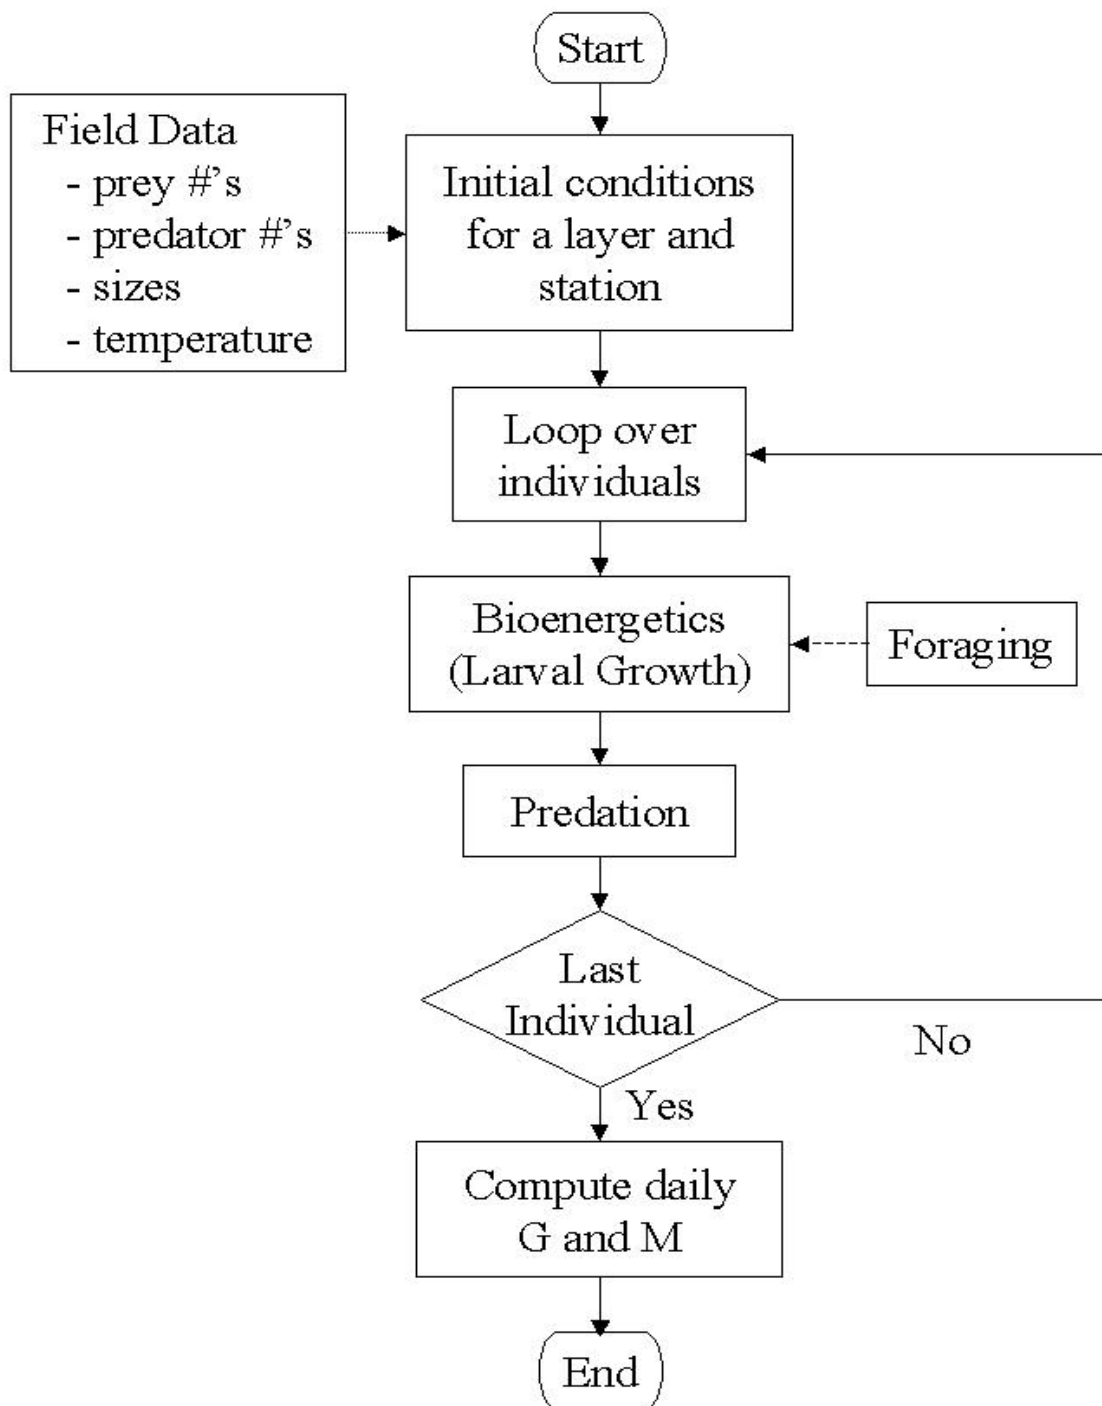 Start
Field Data
- prey #'s
- predator #'s
- sizes
- temperature
Initial conditions
for a layer and
station
Loop over
individuals
Bioenergetics
(Larval Growth)
Foraging
Predation
Last
Individual
No
Yes
Compute daily
G and M
End